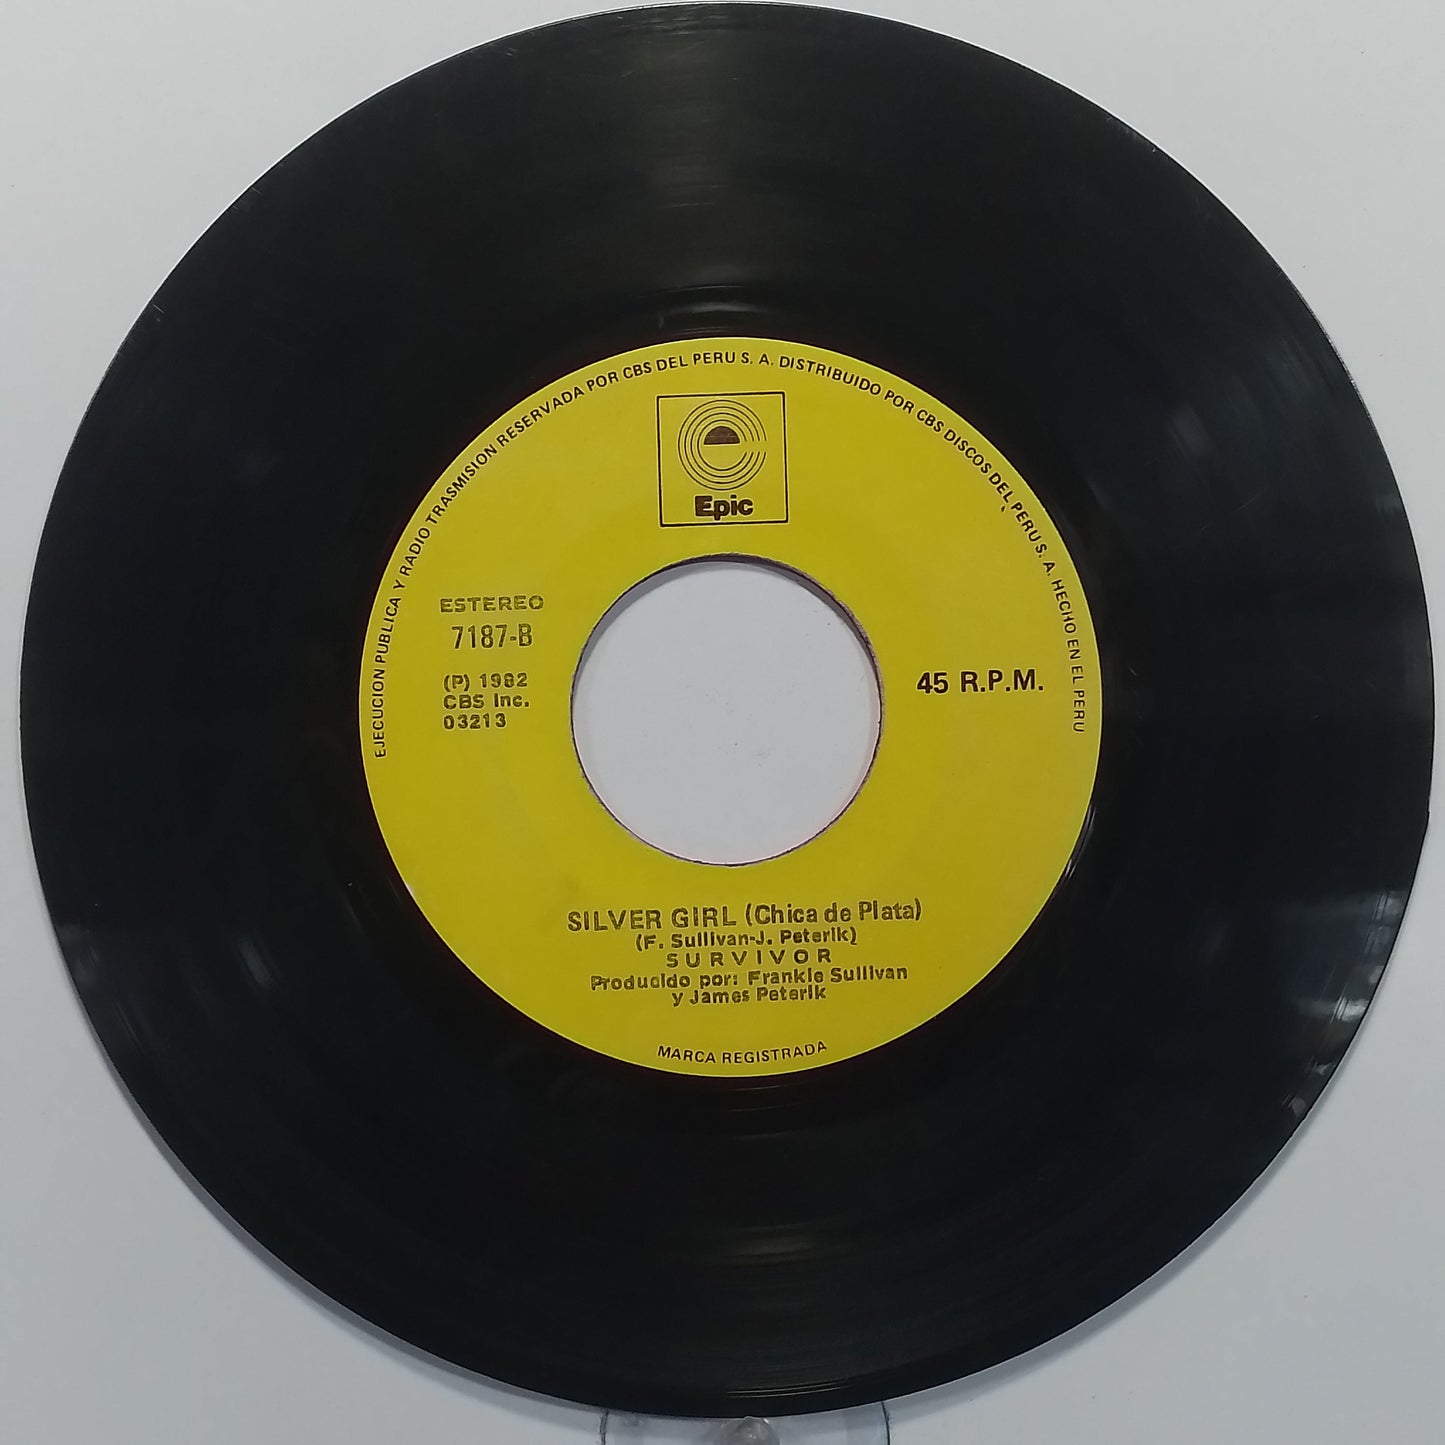 EJECUCION PUBLICA Y RADIO TRASMISION RESERVADA POR CBS DEL PERU S. A. DISTRIBUIDO POR CBS DISCOS DEL PERU S. A. HECHO EN EL PERU
Epic
ESTEREO
7187-B
(P) 1982
CBS Inc.
03213
45 R.P.M.
SILVER GIRL (Chica de Plata)
(F. Sullivan-J. Peterik)
SURVIVOR
Producido por: Frankie Sullivan
y James Peterik
MARCA REGISTRADA